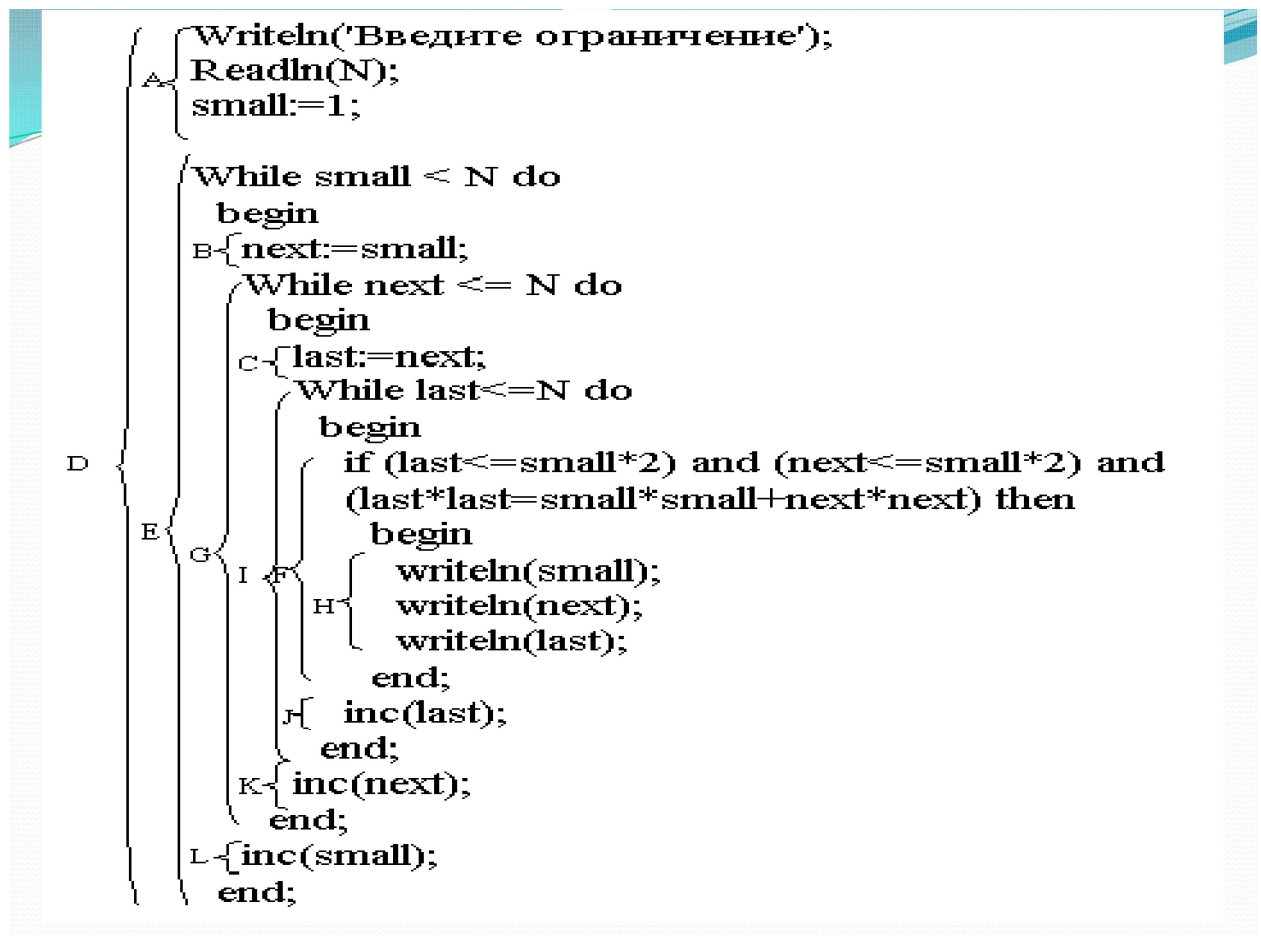 Writeln('Введите ограничение');
A Readln(N);
small:=1;
While small < N do
begin
B next:=small;
While next <= N do
begin
C last:=next;
While last<=N do
begin
D if (last<=small*2) and (next<=small*2) and
(last*last=small*small+next*next) then
E begin
G I F writeln(small);
H writeln(next);
writeln(last);
end;
J inc(last);
end;
K inc(next);
end;
L inc(small);
end;